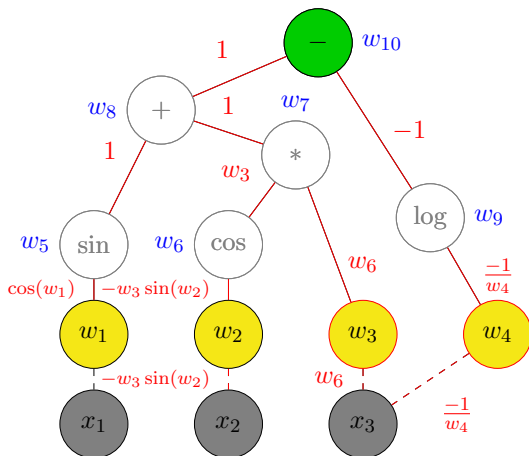 1 − w₁₀
w₈ + 1 w₇
1 w₃ * −1
w₅ sin w₆ cos w₆ log w₉
cos(w₁) −w₃ sin(w₂) −1/w₄
w₁ w₂ w₃ w₄
−w₃ sin(w₂) w₆ −1/w₄
x₁ x₂ x₃